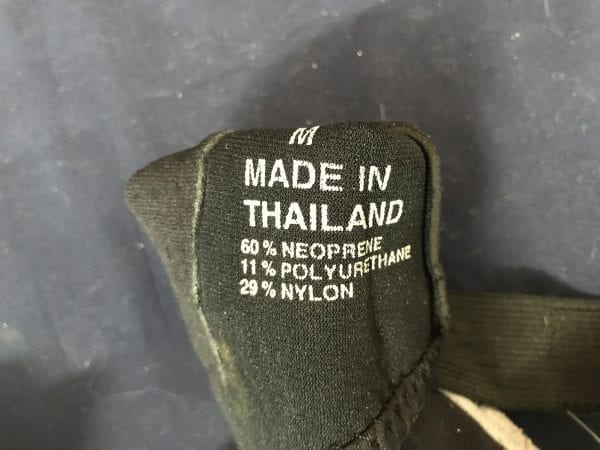 M
MADE IN
THAILAND
60% NEOPRENE
11% POLYURETHANE
29% NYLON